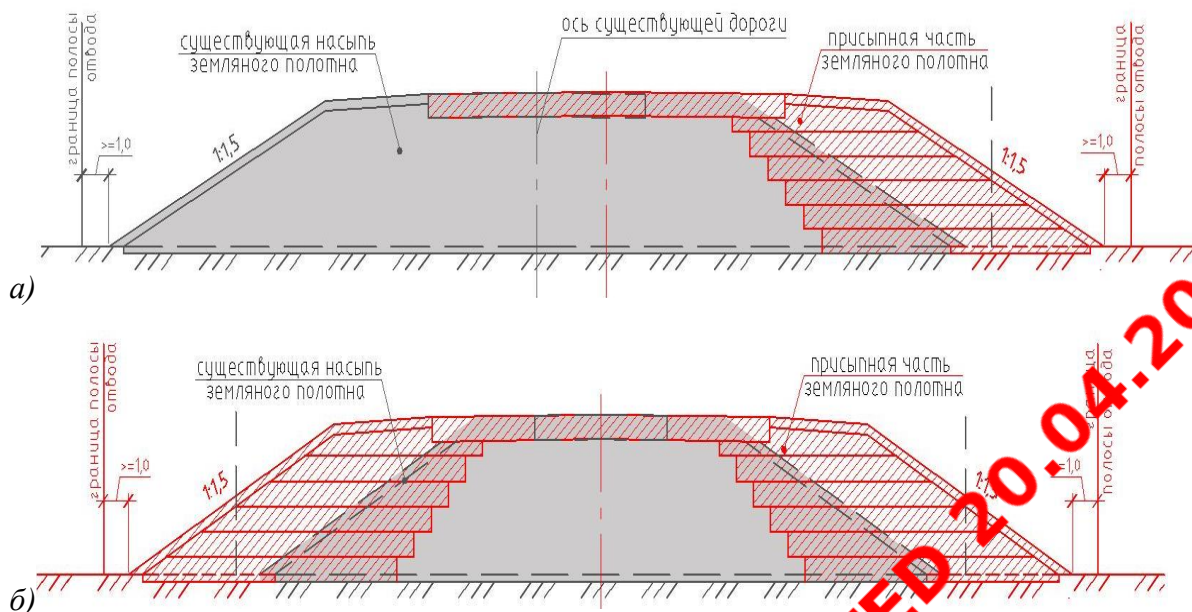 граница полосы
отвода
>=1,0
1:1,5
существующая насыпь
земляного полотна
ось существующей дороги
присыпная часть
земляного полотна
1:1,5
>=1,0
граница
полосы отвода
а)
граница полосы
отвода
>=1,0
1:1,5
существующая насыпь
земляного полотна
присыпная часть
земляного полотна
граница
полосы отвода
б)
ED 20.04.20